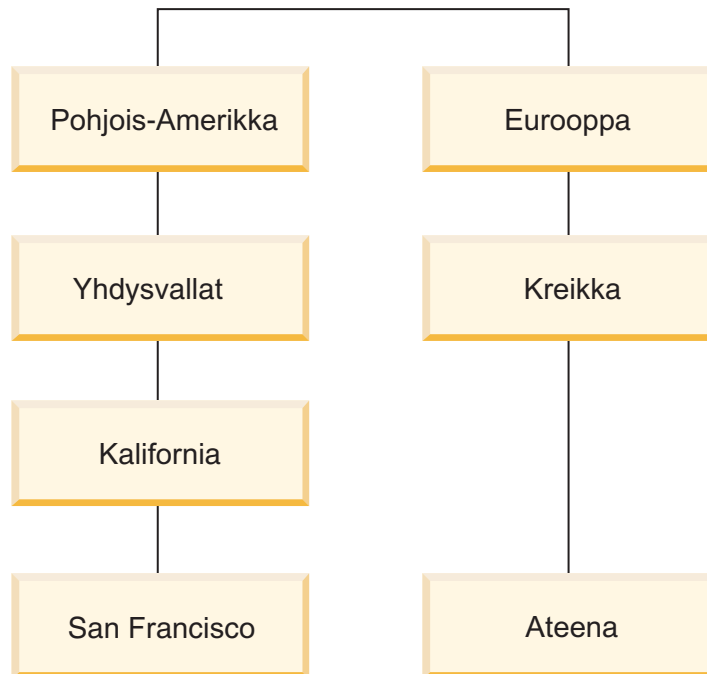 Pohjois-Amerikka
Eurooppa
Yhdysvallat
Kreikka
Kalifornia
San Francisco
Ateena